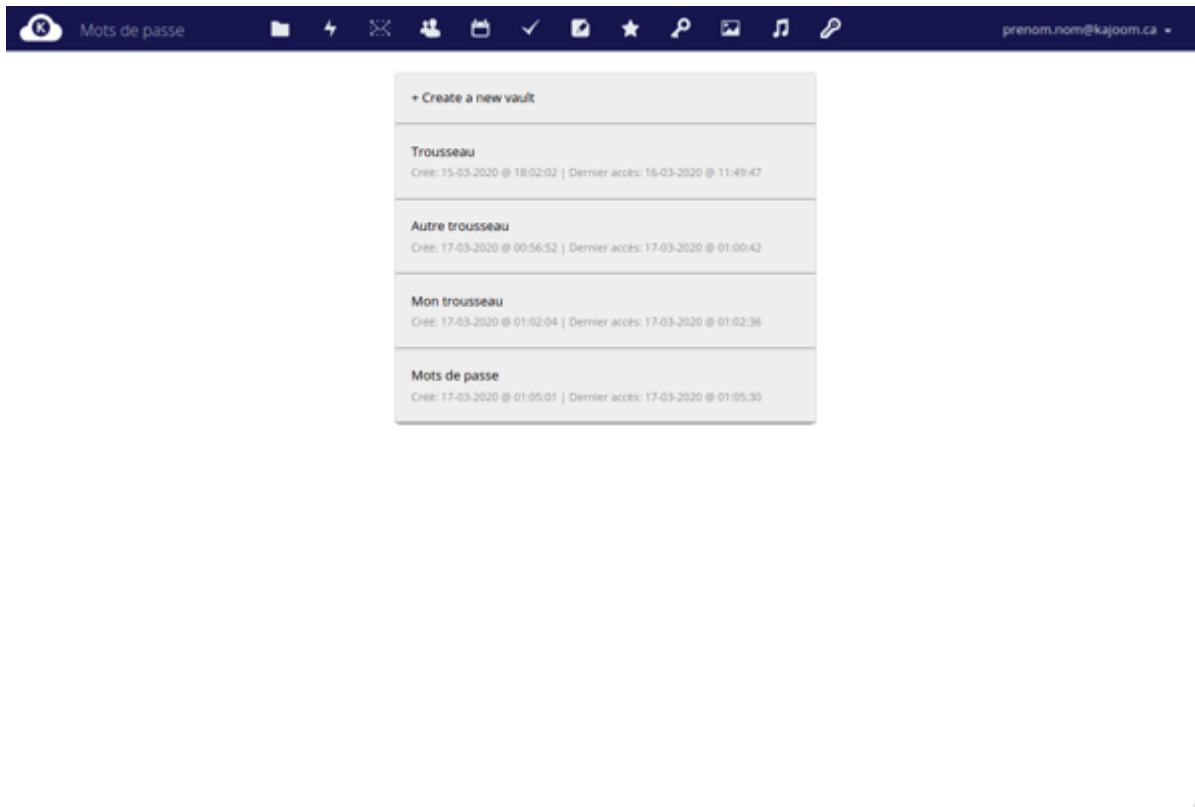 K
Mots de passe
prenom.nom@kajoom.ca
+ Create a new vault
Trousseau
Créé: 15-03-2020 @ 18:02:02 | Dernier accès: 16-03-2020 @ 11:49:47
Autre trousseau
Créé: 17-03-2020 @ 00:56:52 | Dernier accès: 17-03-2020 @ 01:00:42
Mon trousseau
Créé: 17-03-2020 @ 01:02:04 | Dernier accès: 17-03-2020 @ 01:02:36
Mots de passe
Créé: 17-03-2020 @ 01:05:01 | Dernier accès: 17-03-2020 @ 01:05:30